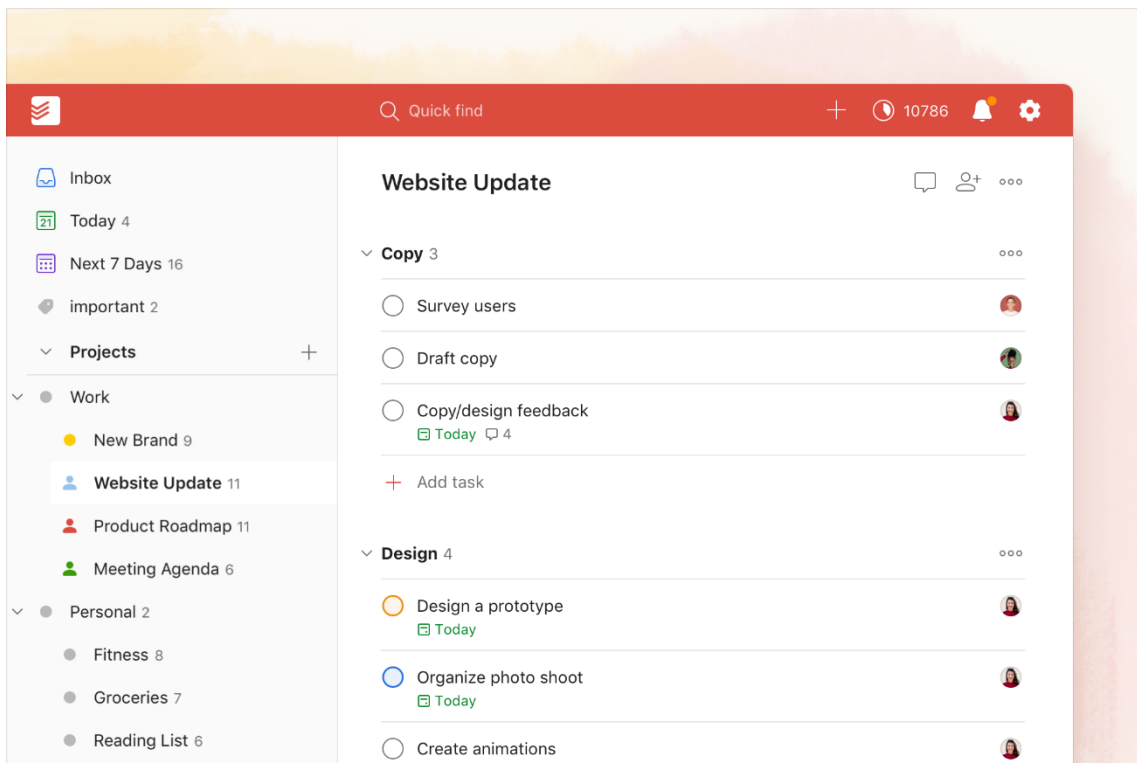 Quick find
10786
Inbox
21 Today 4
Next 7 Days 16
important 2
Projects
Work
New Brand 9
Website Update 11
Product Roadmap 11
Meeting Agenda 6
Personal 2
Fitness 8
Groceries 7
Reading List 6
Website Update
Copy 3
Survey users
Draft copy
Copy/design feedback
Today 4
Add task
Design 4
Design a prototype
Today
Organize photo shoot
Today
Create animations